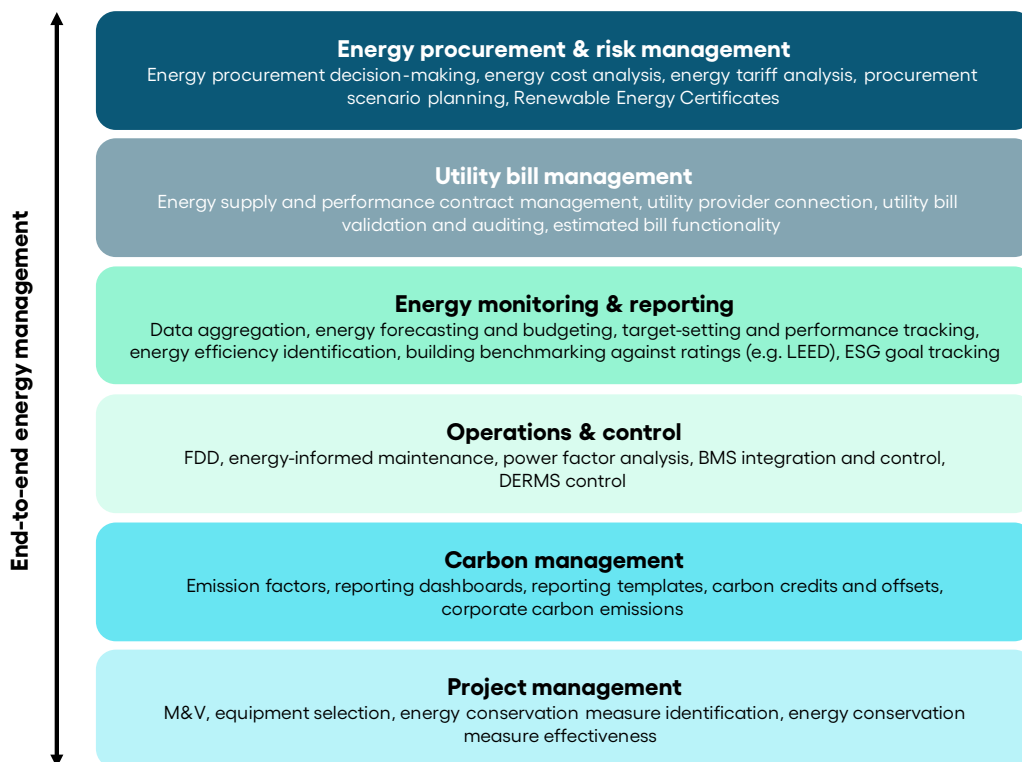 End-to-end energy management
Energy procurement & risk management
Energy procurement decision-making, energy cost analysis, energy tariff analysis, procurement
scenario planning, Renewable Energy Certificates
Utility bill management
Energy supply and performance contract management, utility provider connection, utility bill
validation and auditing, estimated bill functionality
Energy monitoring & reporting
Data aggregation, energy forecasting and budgeting, target-setting and performance tracking,
energy efficiency identification, building benchmarking against ratings (e.g. LEED), ESG goal tracking
Operations & control
FDD, energy-informed maintenance, power factor analysis, BMS integration and control,
DERMS control
Carbon management
Emission factors, reporting dashboards, reporting templates, carbon credits and offsets,
corporate carbon emissions
Project management
M&V, equipment selection, energy conservation measure identification, energy conservation
measure effectiveness